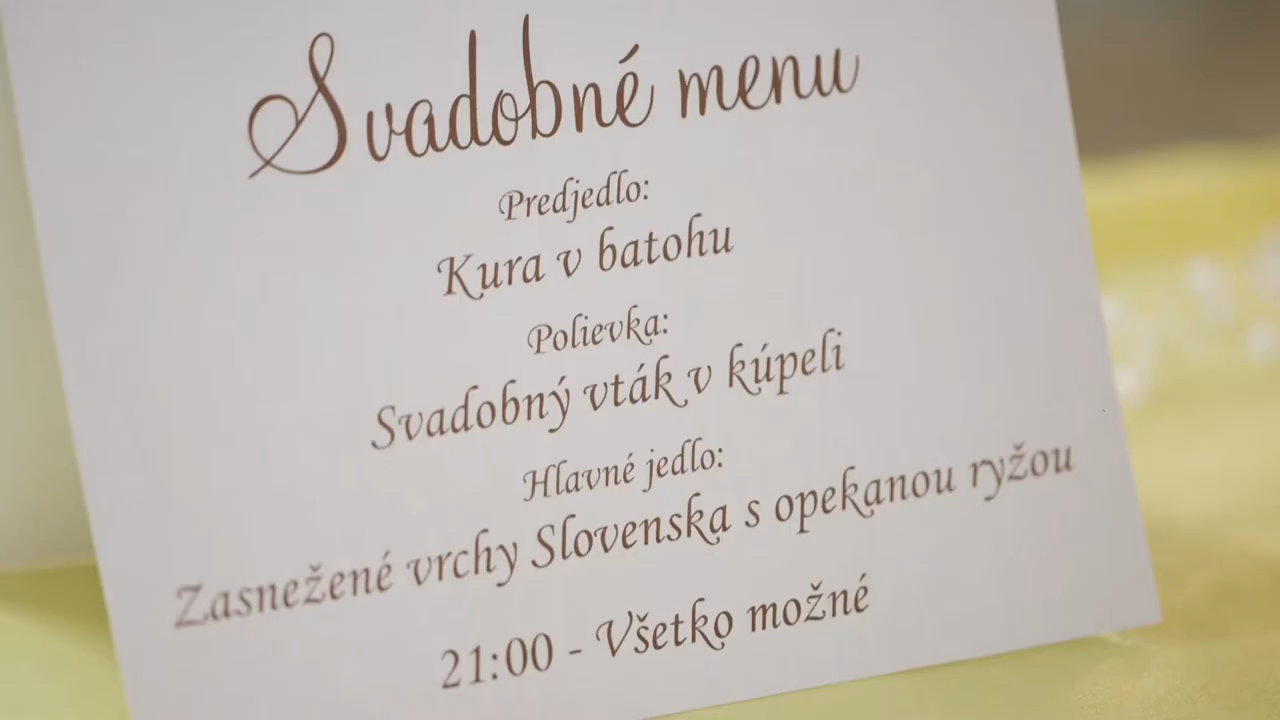 Svadobné menu
Predjedlo:
Kura v batohu
Polievka:
Svadobný vták v kúpeli
Hlavné jedlo:
Zasnežené vrchy Slovenska s opekanou ryžou
21:00 - Všetko možné